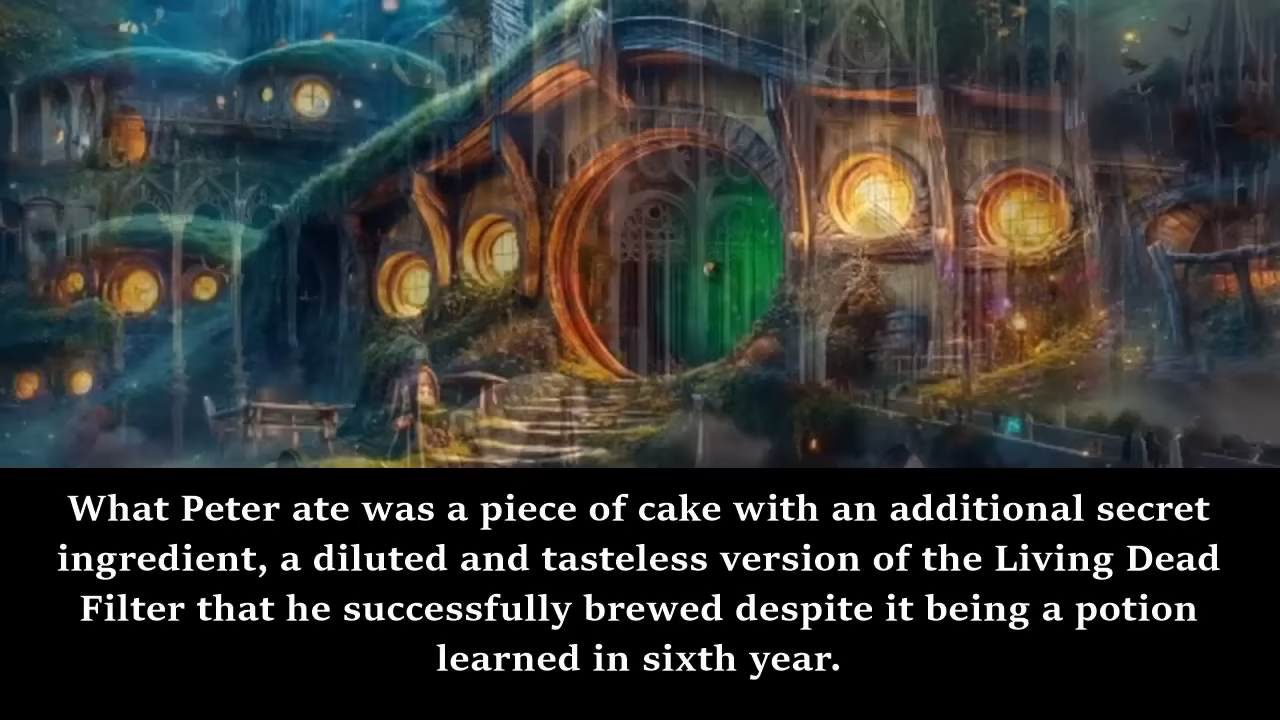 What Peter ate was a piece of cake with an additional secret
ingredient, a diluted and tasteless version of the Living Dead
Filter that he successfully brewed despite it being a potion
learned in sixth year.